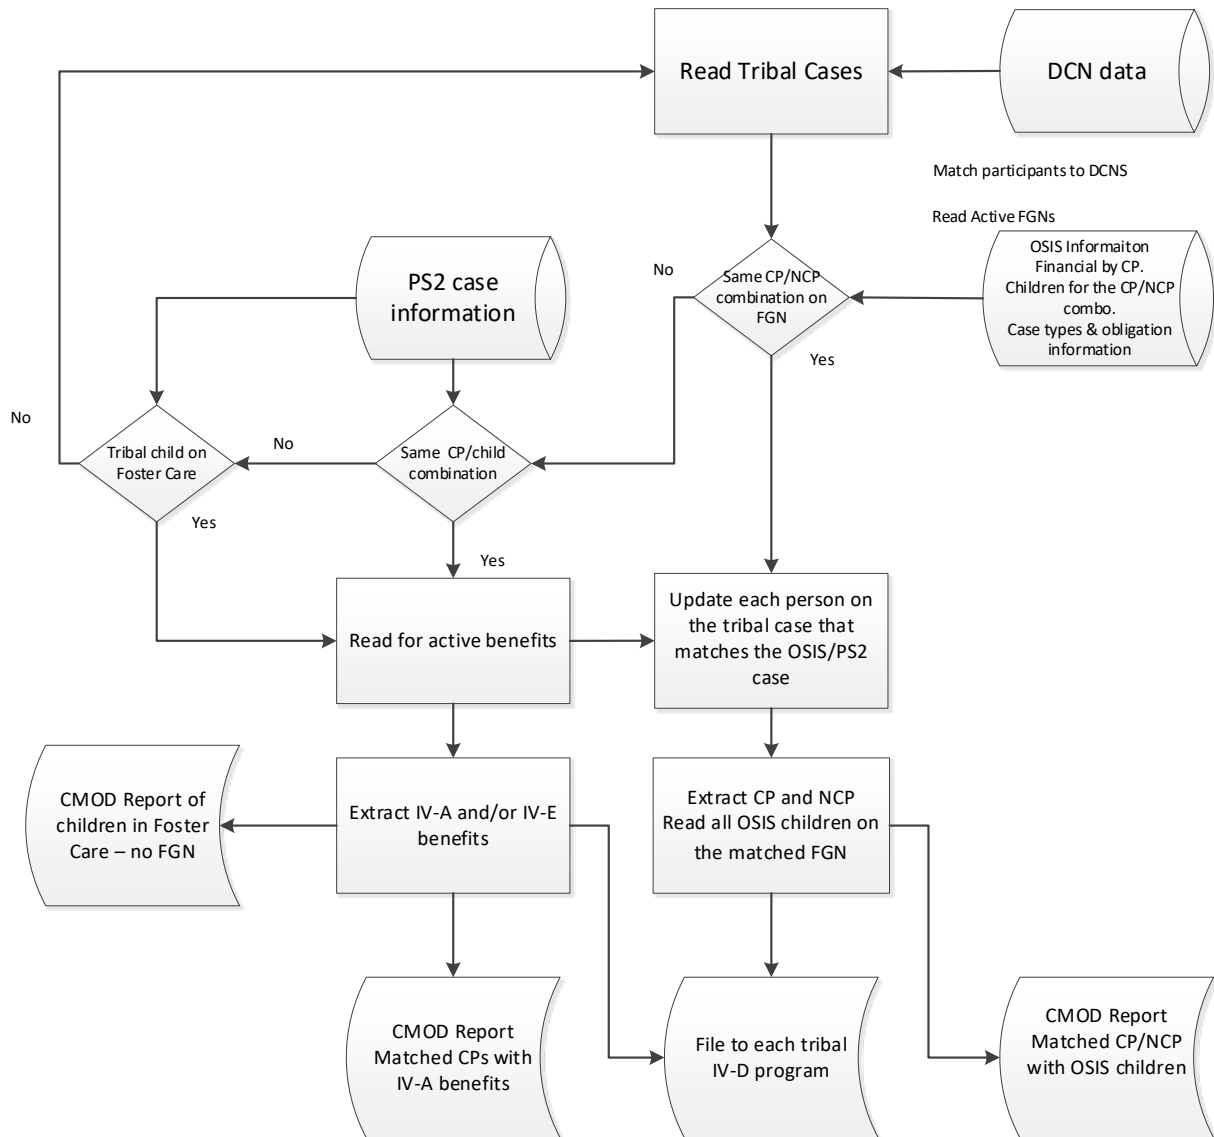 Read Tribal Cases
DCN data
Match participants to DCNS
Read Active FGNs
OSIS Informaiton
Financial by CP.
Children for the CP/NCP
combo.
Case types & obligation
information
No
Same CP/NCP
combination on
FGN
Yes
PS2 case
information
No
Tribal child on
Foster Care
No
Same  CP/child
combination
Yes
Yes
Read for active benefits
Update each person on
the tribal case that
matches the OSIS/PS2
case
CMOD Report of
children in Foster
Care – no FGN
Extract IV-A and/or IV-E
benefits
Extract CP and NCP
Read all OSIS children on
the matched FGN
CMOD Report
Matched CPs with
IV-A benefits
File to each tribal
IV-D program
CMOD Report
Matched CP/NCP
with OSIS children